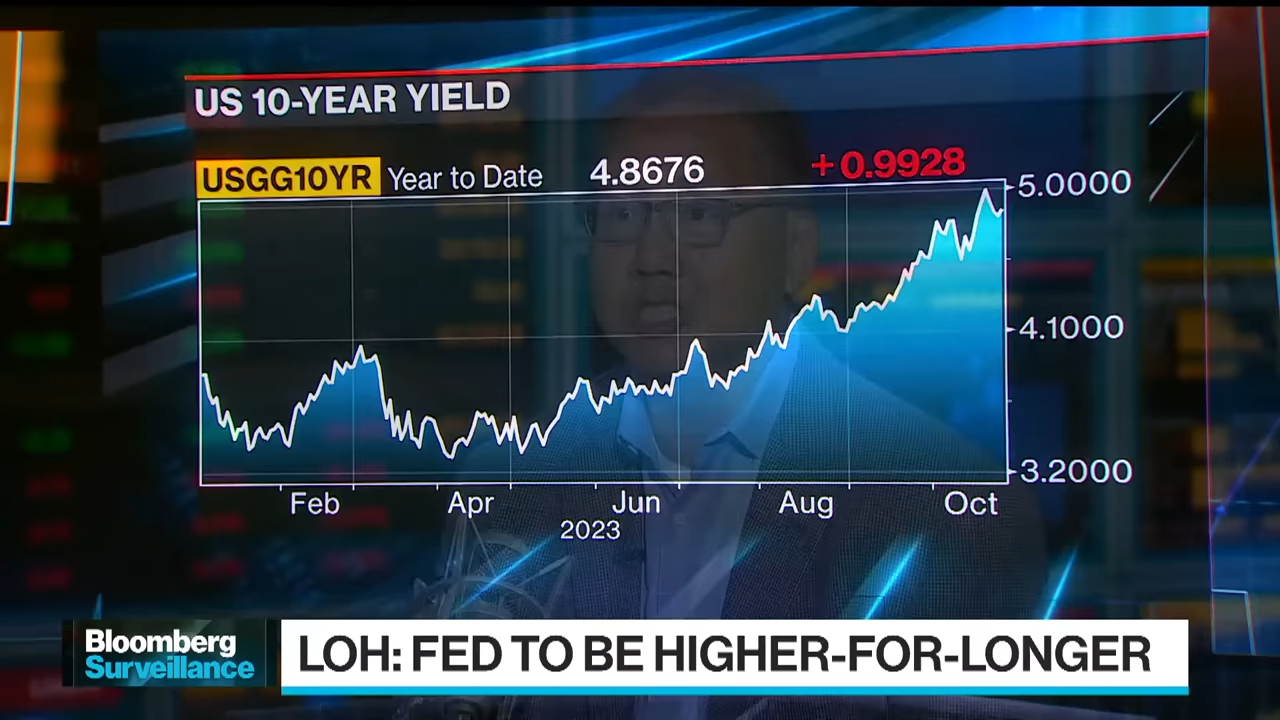 US 10-YEAR YIELD
USGG10YR Year to Date 4.8676 +0.9928
5.0000
4.1000
3.2000
Feb Apr Jun Aug Oct
2023
Bloomberg
Surveillance
LOH: FED TO BE HIGHER-FOR-LONGER